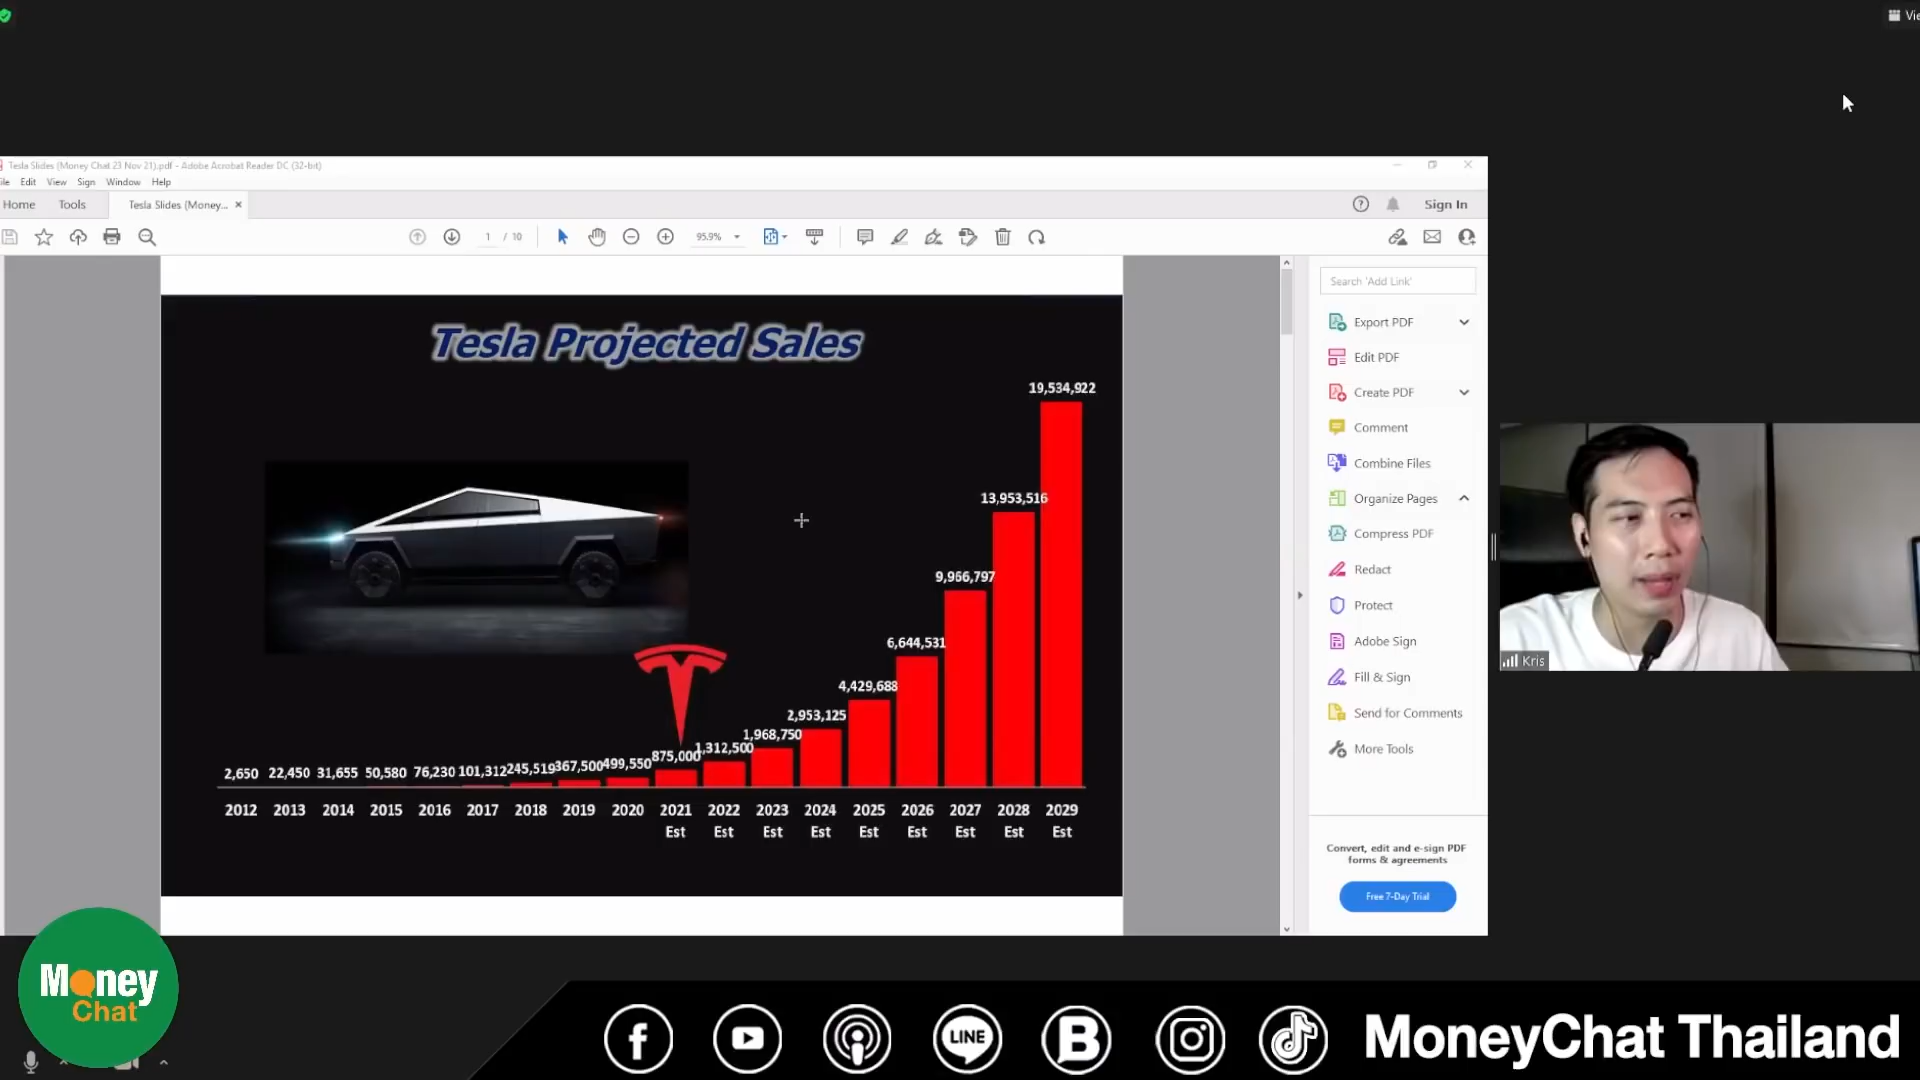 Vie
Tesla Slides (Money Chat 23 Nov 21).pdf - Adobe Acrobat Reader DC (32-bit)
ile Edit View Sign Window Help
Home Tools Tesla Slides (Money... × Sign In
1 / 10 95.9%
Search 'Add Link'
Export PDF
Edit PDF
Create PDF
Comment
Combine Files
Organize Pages
Compress PDF
Redact
Protect
Adobe Sign
Fill & Sign
Send for Comments
More Tools
Convert, edit and e-sign PDF
forms & agreements
Free 7-Day Trial
Tesla Projected Sales
19,534,922
13,953,516
9,966,797
6,644,531
4,429,688
2,953,125
1,968,750
1,312,500
875,000
2,650 22,450 31,655 50,580 76,230 101,312 245,519 367,500 499,550
2012 2013 2014 2015 2016 2017 2018 2019 2020 2021 2022 2023 2024 2025 2026 2027 2028 2029
Est Est Est Est Est Est Est Est Est
Kris
Money
Chat
LINE
MoneyChat Thailand